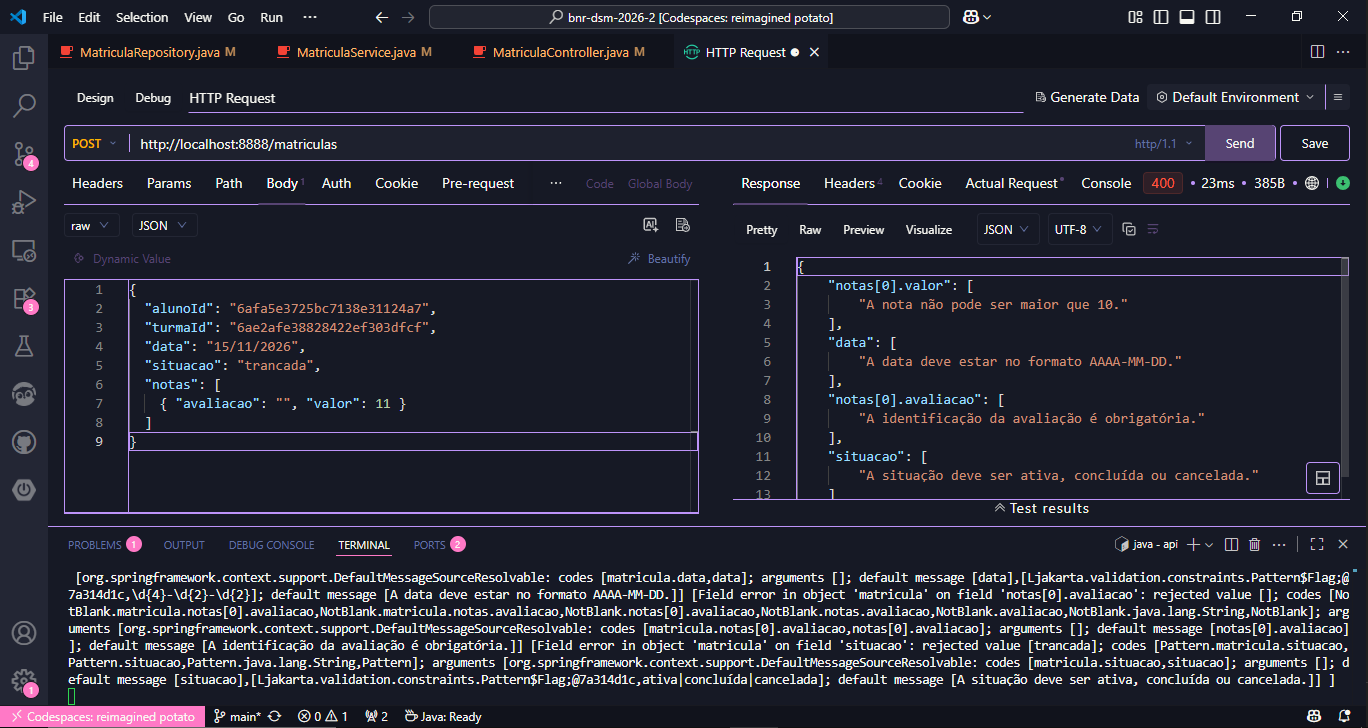 File Edit Selection View Go Run ··· bnr-dsm-2026-2 [Codespaces: reimagined potato]
MatriculaRepository.java M MatriculaService.java M MatriculaController.java M HTTP Request
Design Debug HTTP Request Generate Data Default Environment
POST http://localhost:8888/matriculas http/1.1 Send Save
Headers Params Path Body 1 Auth Cookie Pre-request ··· Code Global Body
Response Headers 4 Cookie Actual Request Console 400 • 23ms • 385B •
raw JSON
Pretty Raw Preview Visualize JSON UTF-8
Dynamic Value Beautify
1 {
2 "alunoId": "6afa5e3725bc7138e31124a7",
3 "turmaId": "6ae2afe38828422ef303dfcf",
4 "data": "15/11/2026",
5 "situacao": "trancada",
6 "notas": [
7 { "avaliacao": "", "valor": 11 }
8 ]
9 }
1 {
2 "notas[0].valor": [
3 "A nota não pode ser maior que 10."
4 ],
5 "data": [
6 "A data deve estar no formato AAAA-MM-DD."
7 ],
8 "notas[0].avaliacao": [
9 "A identificação da avaliação é obrigatória."
10 ],
11 "situacao": [
12 "A situação deve ser ativa, concluída ou cancelada."
13 ]
Test results
PROBLEMS 1 OUTPUT DEBUG CONSOLE TERMINAL PORTS 2 java - api
[org.springframework.context.support.DefaultMessageSourceResolvable: codes [matricula.data,data]; arguments []; default message [data],[Ljakarta.validation.constraints.Pattern$Flag;@
7a314d1c,\d{4}-\d{2}-\d{2}]; default message [A data deve estar no formato AAAA-MM-DD.]] [Field error in object 'matricula' on field 'notas[0].avaliacao': rejected value []; codes [No
tBlank.matricula.notas[0].avaliacao,NotBlank.matricula.notas.avaliacao,NotBlank.notas[0].avaliacao,NotBlank.notas.avaliacao,NotBlank.avaliacao,NotBlank.java.lang.String,NotBlank]; arg
uments [org.springframework.context.support.DefaultMessageSourceResolvable: codes [matricula.notas[0].avaliacao,notas[0].avaliacao]; arguments []; default message [notas[0].avaliacao]
]; default message [A identificação da avaliação é obrigatória.]] [Field error in object 'matricula' on field 'situacao': rejected value [trancada]; codes [Pattern.matricula.situacao,
Pattern.situacao,Pattern.java.lang.String,Pattern]; arguments [org.springframework.context.support.DefaultMessageSourceResolvable: codes [matricula.situacao,situacao]; arguments []; d
efault message [situacao],[Ljakarta.validation.constraints.Pattern$Flag;@7a314d1c,ativa|concluída|cancelada]; default message [A situação deve ser ativa, concluída ou cancelada.]] ]
Codespaces: reimagined potato main* 0 1 2 Java: Ready